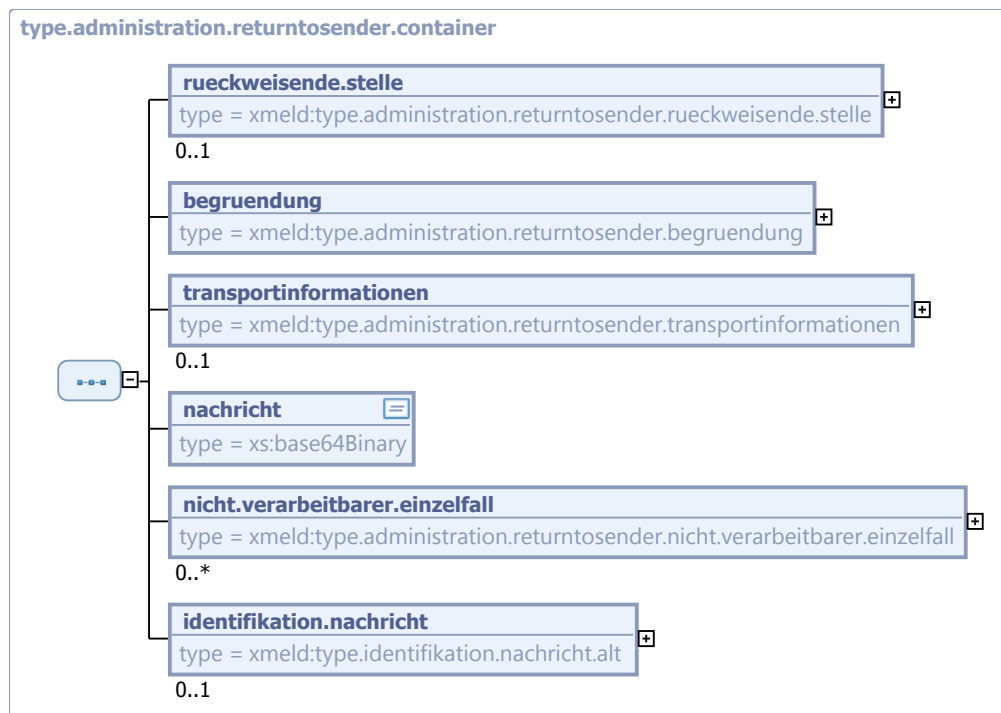 type.administration.returntosender.container
rueckweisende.stelle
type = xmeld:type.administration.returntosender.rueckweisende.stelle
0..1
begruendung
type = xmeld:type.administration.returntosender.begruendung
transportinformationen
type = xmeld:type.administration.returntosender.transportinformationen
0..1
nachricht
type = xs:base64Binary
nicht.verarbeitbarer.einzelfall
type = xmeld:type.administration.returntosender.nicht.verarbeitbarer.einzelfall
0..*
identifikation.nachricht
type = xmeld:type.identifikation.nachricht.alt
0..1